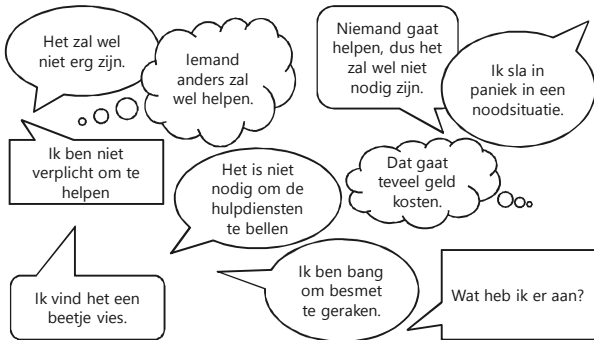 Het zal wel
niet erg zijn.
Iemand
anders zal
wel helpen.
Niemand gaat
helpen, dus het
zal wel niet
nodig zijn.
Ik sla in
paniek in een
noodsituatie.
Ik ben niet
verplicht om te
helpen
Het is niet
nodig om de
hulpdiensten
te bellen
Dat gaat
teveel geld
kosten.
Ik vind het een
beetje vies.
Ik ben bang
om besmet
te geraken.
Wat heb ik er aan?